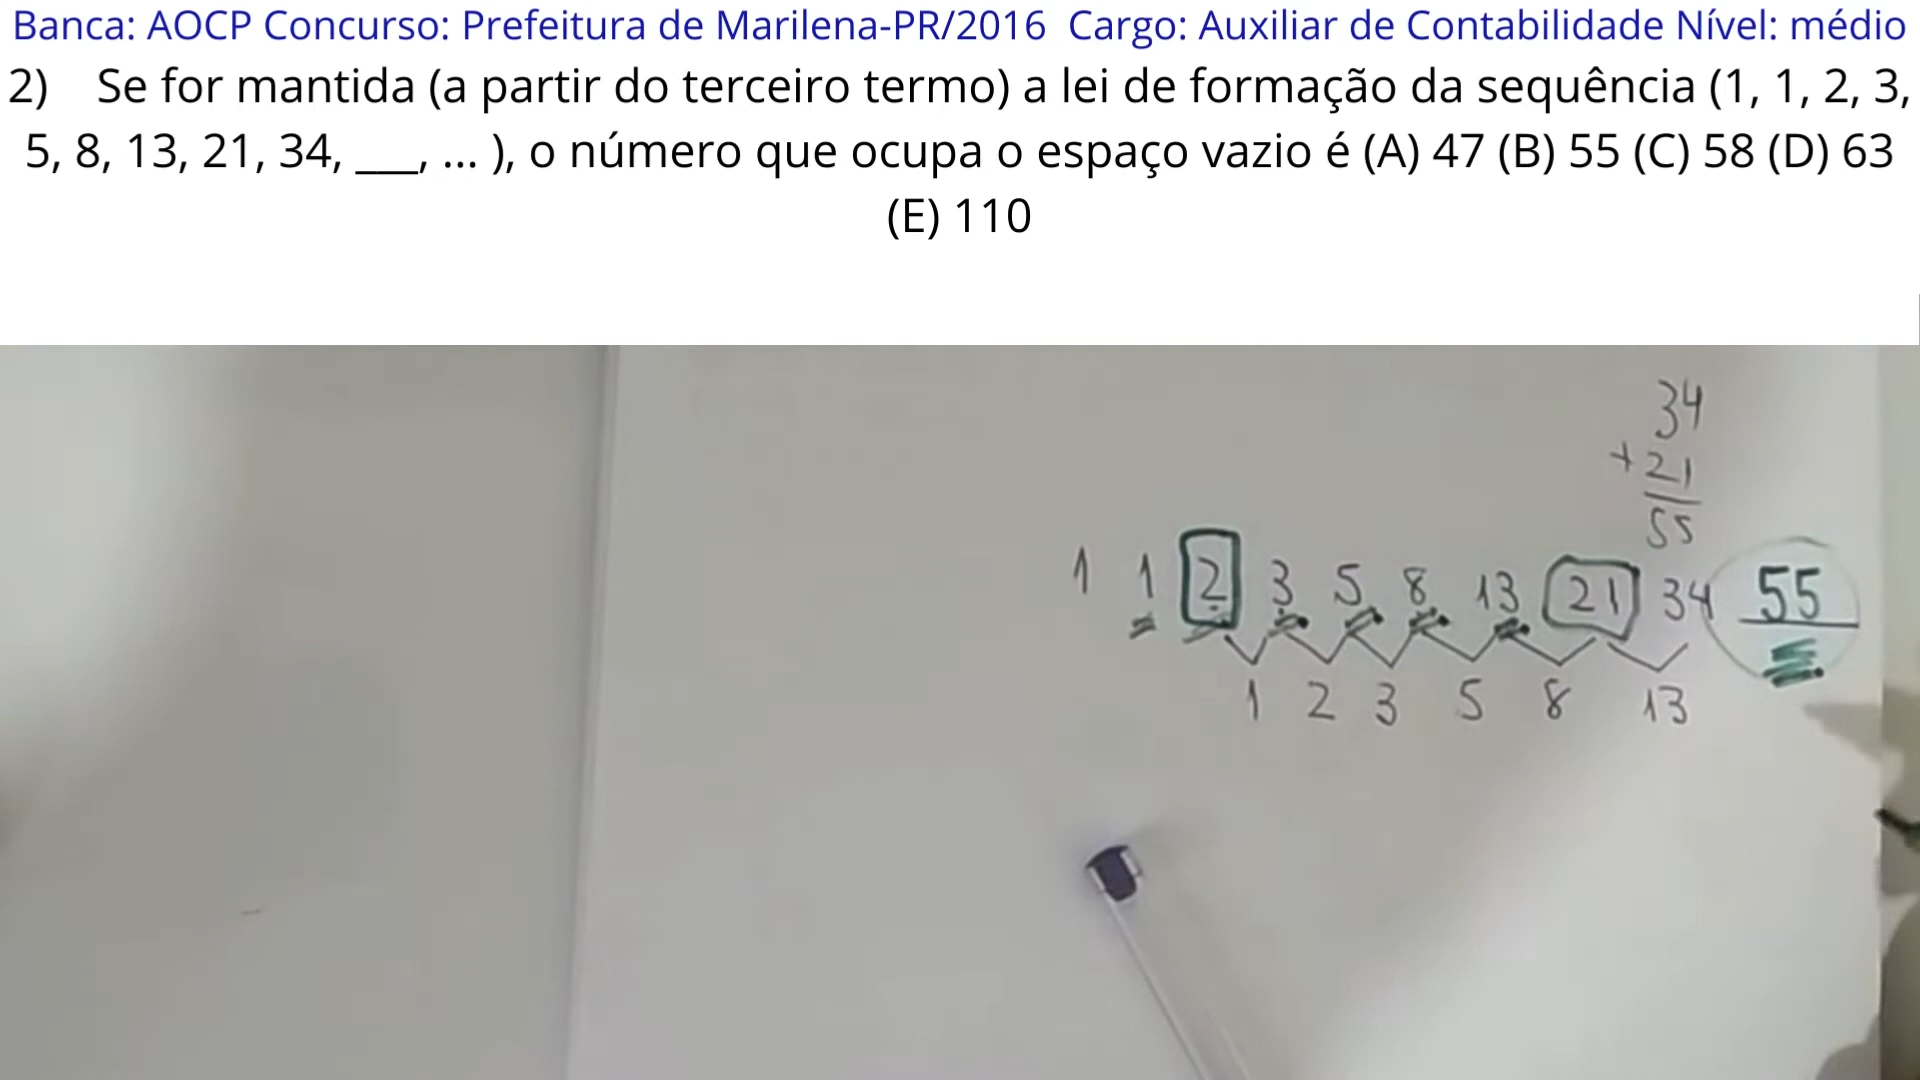 Banca: AOCP Concurso: Prefeitura de Marilena-PR/2016 Cargo: Auxiliar de Contabilidade Nível: médio
2) Se for mantida (a partir do terceiro termo) a lei de formação da sequência (1, 1, 2, 3,
5, 8, 13, 21, 34, ___, ... ), o número que ocupa o espaço vazio é (A) 47 (B) 55 (C) 58 (D) 63
(E) 110
34
+21
55
1 1 2 3 5 8 13 21 34 55
1 2 3 5 8 13